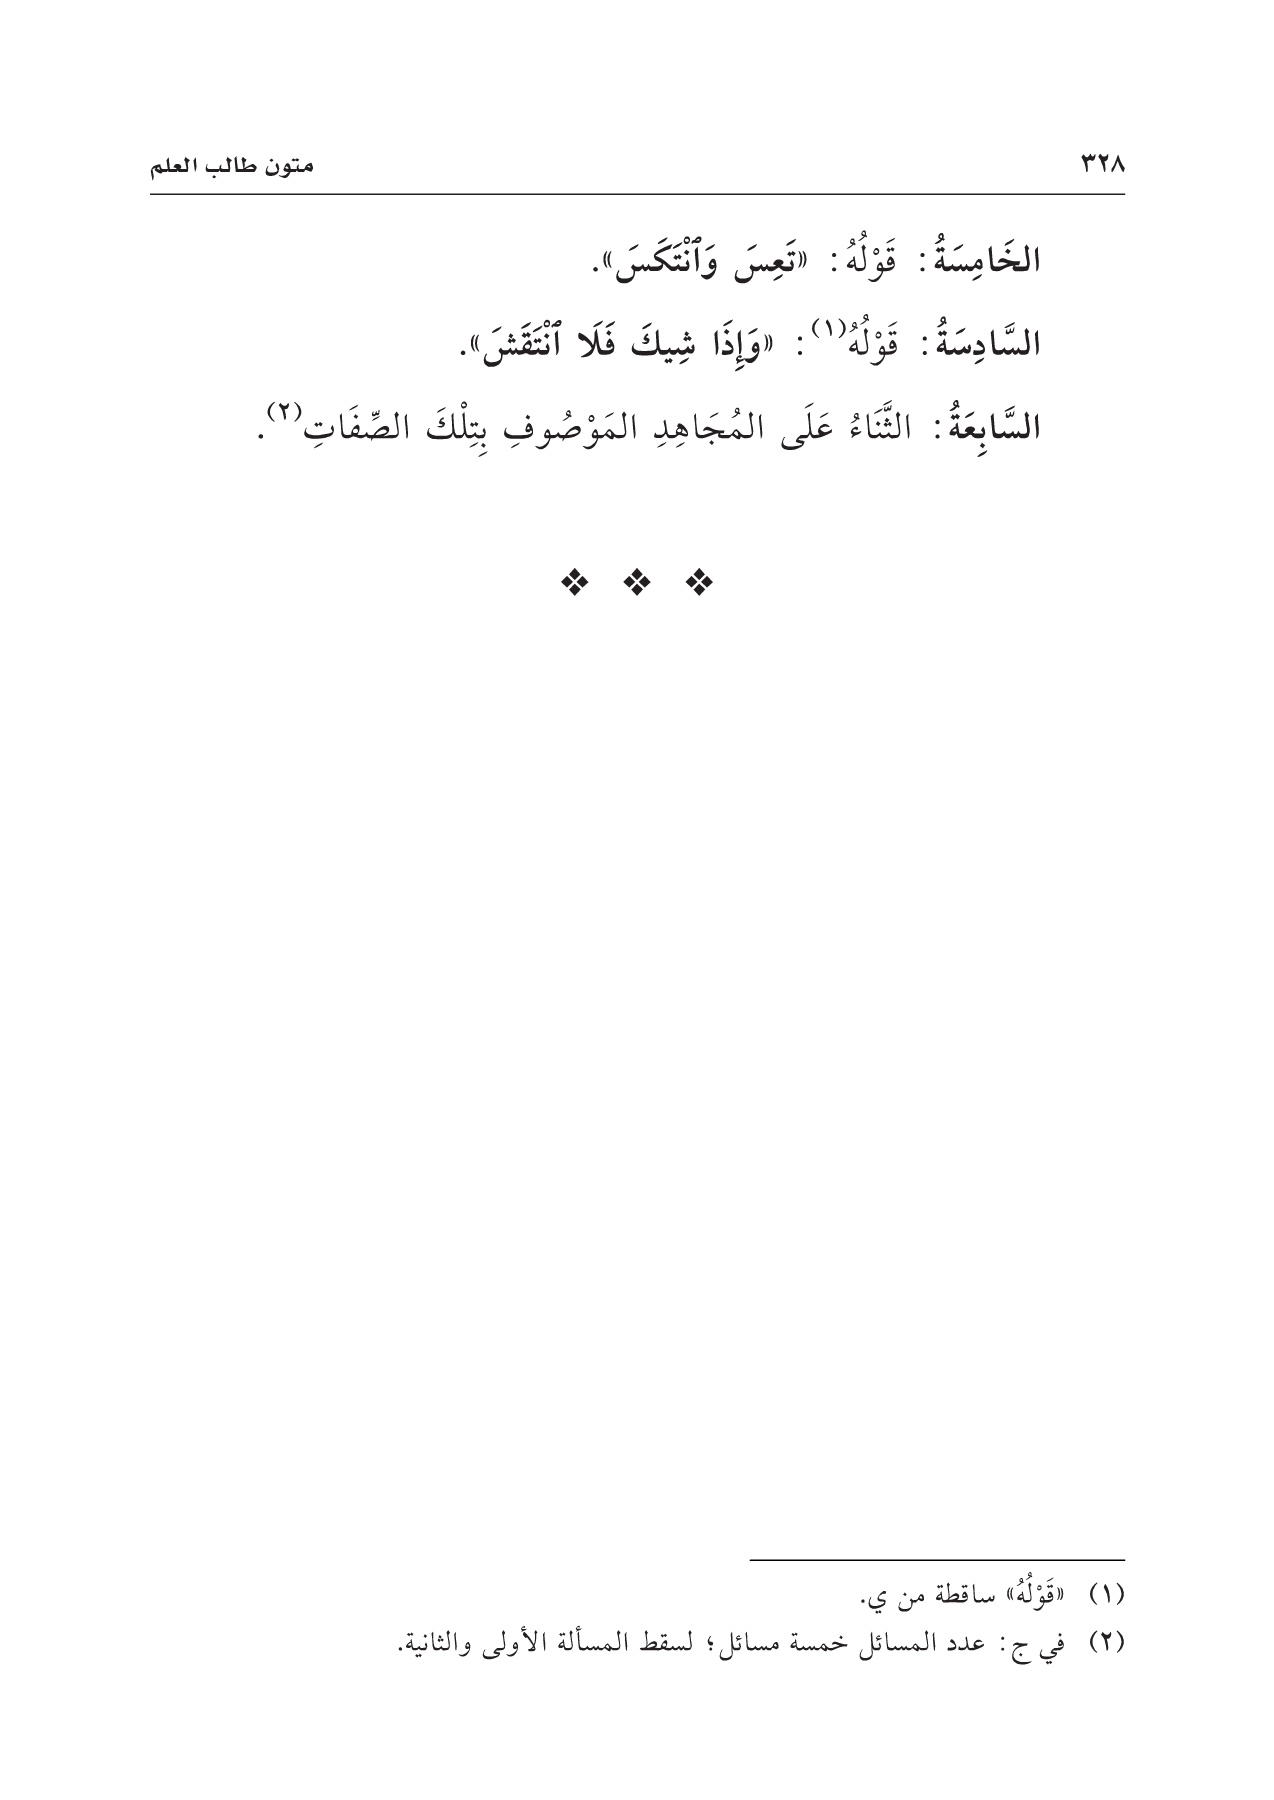 ٣٢٨ متون طالب العلم
الخَامِسَةُ: قَوْلُهُ: «تَعِسَ وَٱنْتَكَسَ».
السَّادِسَةُ: قَوْلُهُ(١): «وَإِذَا شِيكَ فَلَا ٱنْتَقَشَ».
السَّابِعَةُ: الثَّنَاءُ عَلَى المُجَاهِدِ المَوْصُوفِ بِتِلْكَ الصِّفَاتِ(٢).
(١) «قَوْلُهُ» ساقطة من ي.
(٢) في ج: عدد المسائل خمسة مسائل؛ لسقط المسألة الأولى والثانية.